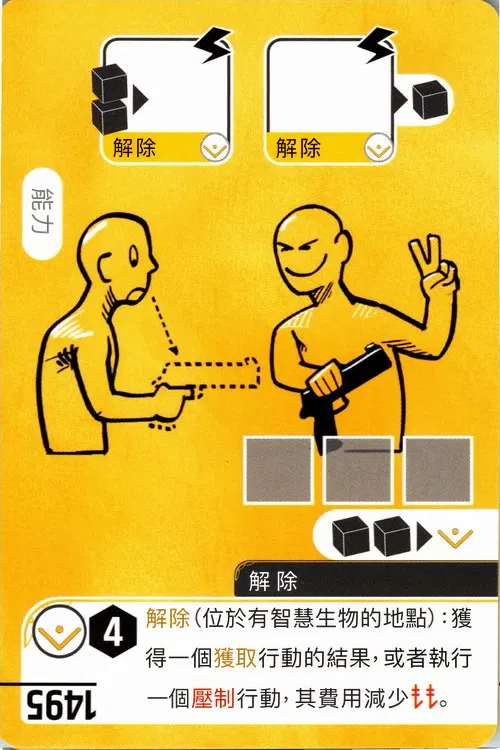 解除
解除
能力
解除
4
解除(位於有智慧生物的地點):獲
得一個獲取行動的結果,或者執行
一個壓制行動,其費用減少 。
1495